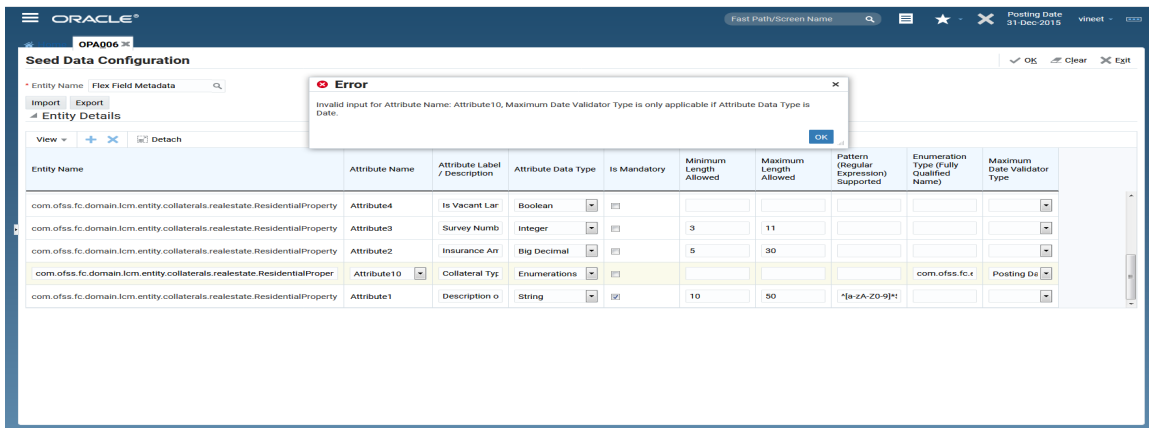 ORACLE®
Fast Path/Screen Name
Posting Date
31-Dec-2015
vineet
OPA006
Seed Data Configuration
OK
Clear
Exit
* Entity Name Flex Field Metadata
Import Export
Entity Details
Error
Invalid input for Attribute Name: Attribute10, Maximum Date Validator Type is only applicable if Attribute Data Type is
Date.
OK
View
Detach
Entity Name
Attribute Name
Attribute Label
/ Description
Attribute Data Type
Is Mandatory
Minimum
Length
Allowed
Maximum
Length
Allowed
Pattern
(Regular
Expression)
Supported
Enumeration
Type (Fully
Qualified
Name)
Maximum
Date Validator
Type
com.ofss.fc.domain.lcm.entity.collaterals.realestate.ResidentialProperty Attribute4 Is Vacant Lar Boolean
com.ofss.fc.domain.lcm.entity.collaterals.realestate.ResidentialProperty Attribute3 Survey Numb Integer 3 11
com.ofss.fc.domain.lcm.entity.collaterals.realestate.ResidentialProperty Attribute2 Insurance Am Big Decimal 5 30
com.ofss.fc.domain.lcm.entity.collaterals.realestate.ResidentialProper Attribute10 Collateral Typ Enumerations com.ofss.fc.e Posting Da
com.ofss.fc.domain.lcm.entity.collaterals.realestate.ResidentialProperty Attribute1 Description o String 10 50